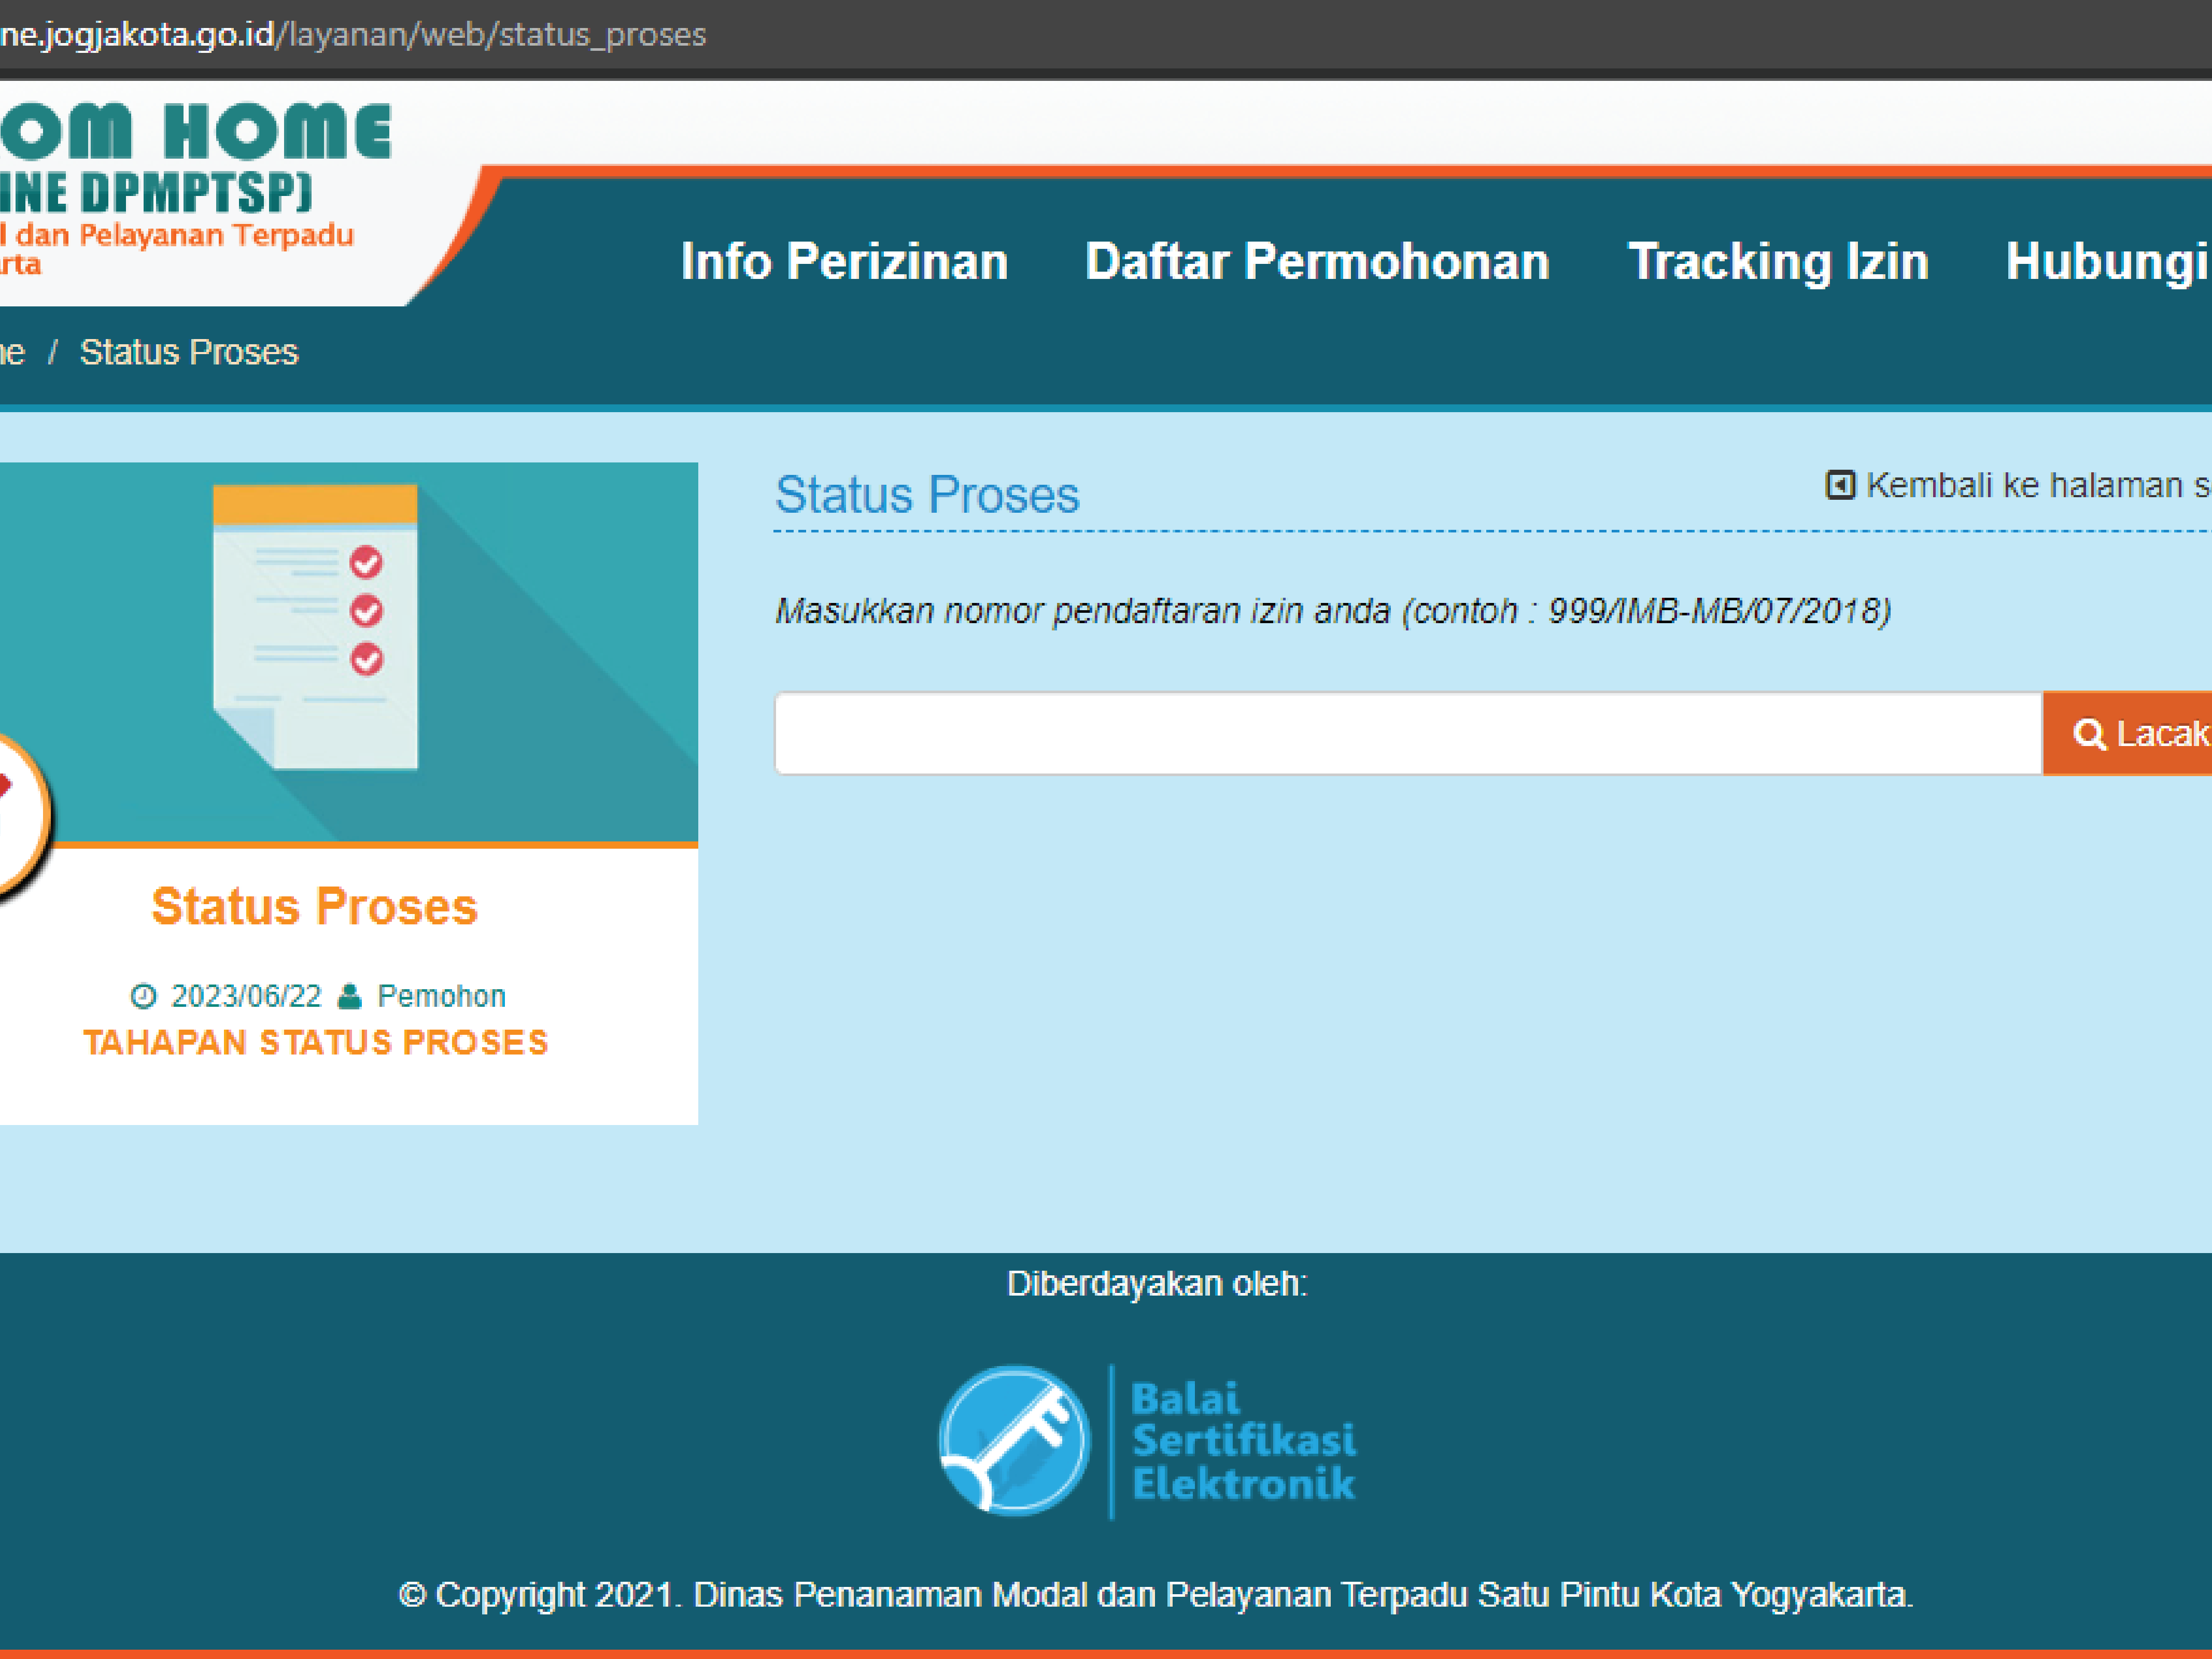 ne.jogjakota.go.id/layanan/web/status_proses
OM HOME
INE DPMPTSP)
l dan Pelayanan Terpadu
rta
Info Perizinan
Daftar Permohonan
Tracking Izin
Hubungi
e / Status Proses
Status Proses
Kembali ke halaman s
Masukkan nomor pendaftaran izin anda (contoh : 999/IMB-MB/07/2018)
Lacak
Status Proses
2023/06/22 Pemohon
TAHAPAN STATUS PROSES
Diberdayakan oleh:
Balai
Sertifikasi
Elektronik
© Copyright 2021. Dinas Penanaman Modal dan Pelayanan Terpadu Satu Pintu Kota Yogyakarta.